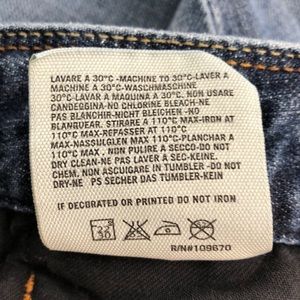 LAVARE A 30°C -MACHINE TO 30°C-LAVER A
MACHINE A 30°C-WASCHMASCHINE
30°C-LAVAR A MAQUINA A 30°C. NON USARE
CANDEGGINA-NO CHLORINE BLEACH-NE
PAS BLANCHIR-NICHT BLEICHEN -NO
BLANQUEAR. STIRARE A 110°C MAX-IRON AT
110°C MAX-REPASSER AT 110°C
MAX-NASSULGLEN MAX 110°C-PLANCHAR A
110°C MAX . NON PULIRE A SECCO-DO NOT
DRY CLEAN-NE PAS LAVER A SEC-KEINE.
CHEM. NON ASCUIGARE IN TUMBLER -DO NOT
DRY-NE PS SECHER DAS TUMBLER-KEIN
IF DECORATED OR PRINTED DO NOT IRON
30
R/N#109670